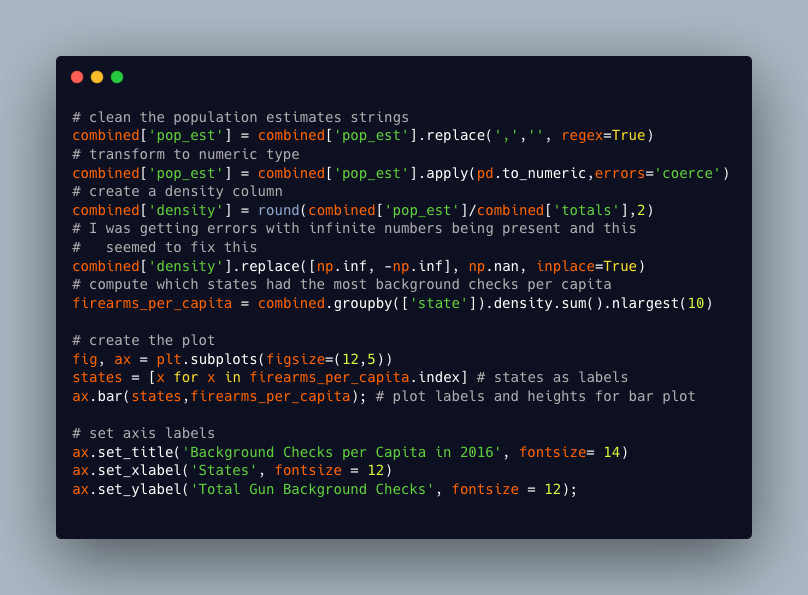 # clean the population estimates strings
combined['pop_est'] = combined['pop_est'].replace(',','', regex=True)
# transform to numeric type
combined['pop_est'] = combined['pop_est'].apply(pd.to_numeric,errors='coerce')
# create a density column
combined['density'] = round(combined['pop_est']/combined['totals'],2)
# I was getting errors with infinite numbers being present and this
#   seemed to fix this
combined['density'].replace([np.inf, -np.inf], np.nan, inplace=True)
# compute which states had the most background checks per capita
firearms_per_capita = combined.groupby(['state']).density.sum().nlargest(10)

# create the plot
fig, ax = plt.subplots(figsize=(12,5))
states = [x for x in firearms_per_capita.index] # states as labels
ax.bar(states,firearms_per_capita); # plot labels and heights for bar plot

# set axis labels
ax.set_title('Background Checks per Capita in 2016', fontsize= 14)
ax.set_xlabel('States', fontsize = 12)
ax.set_ylabel('Total Gun Background Checks', fontsize = 12);